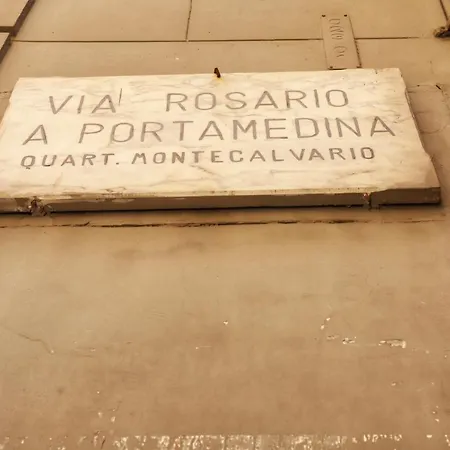 VIA ROSARIO
A PORTAMEDINA
QUART. MONTECALVARIO